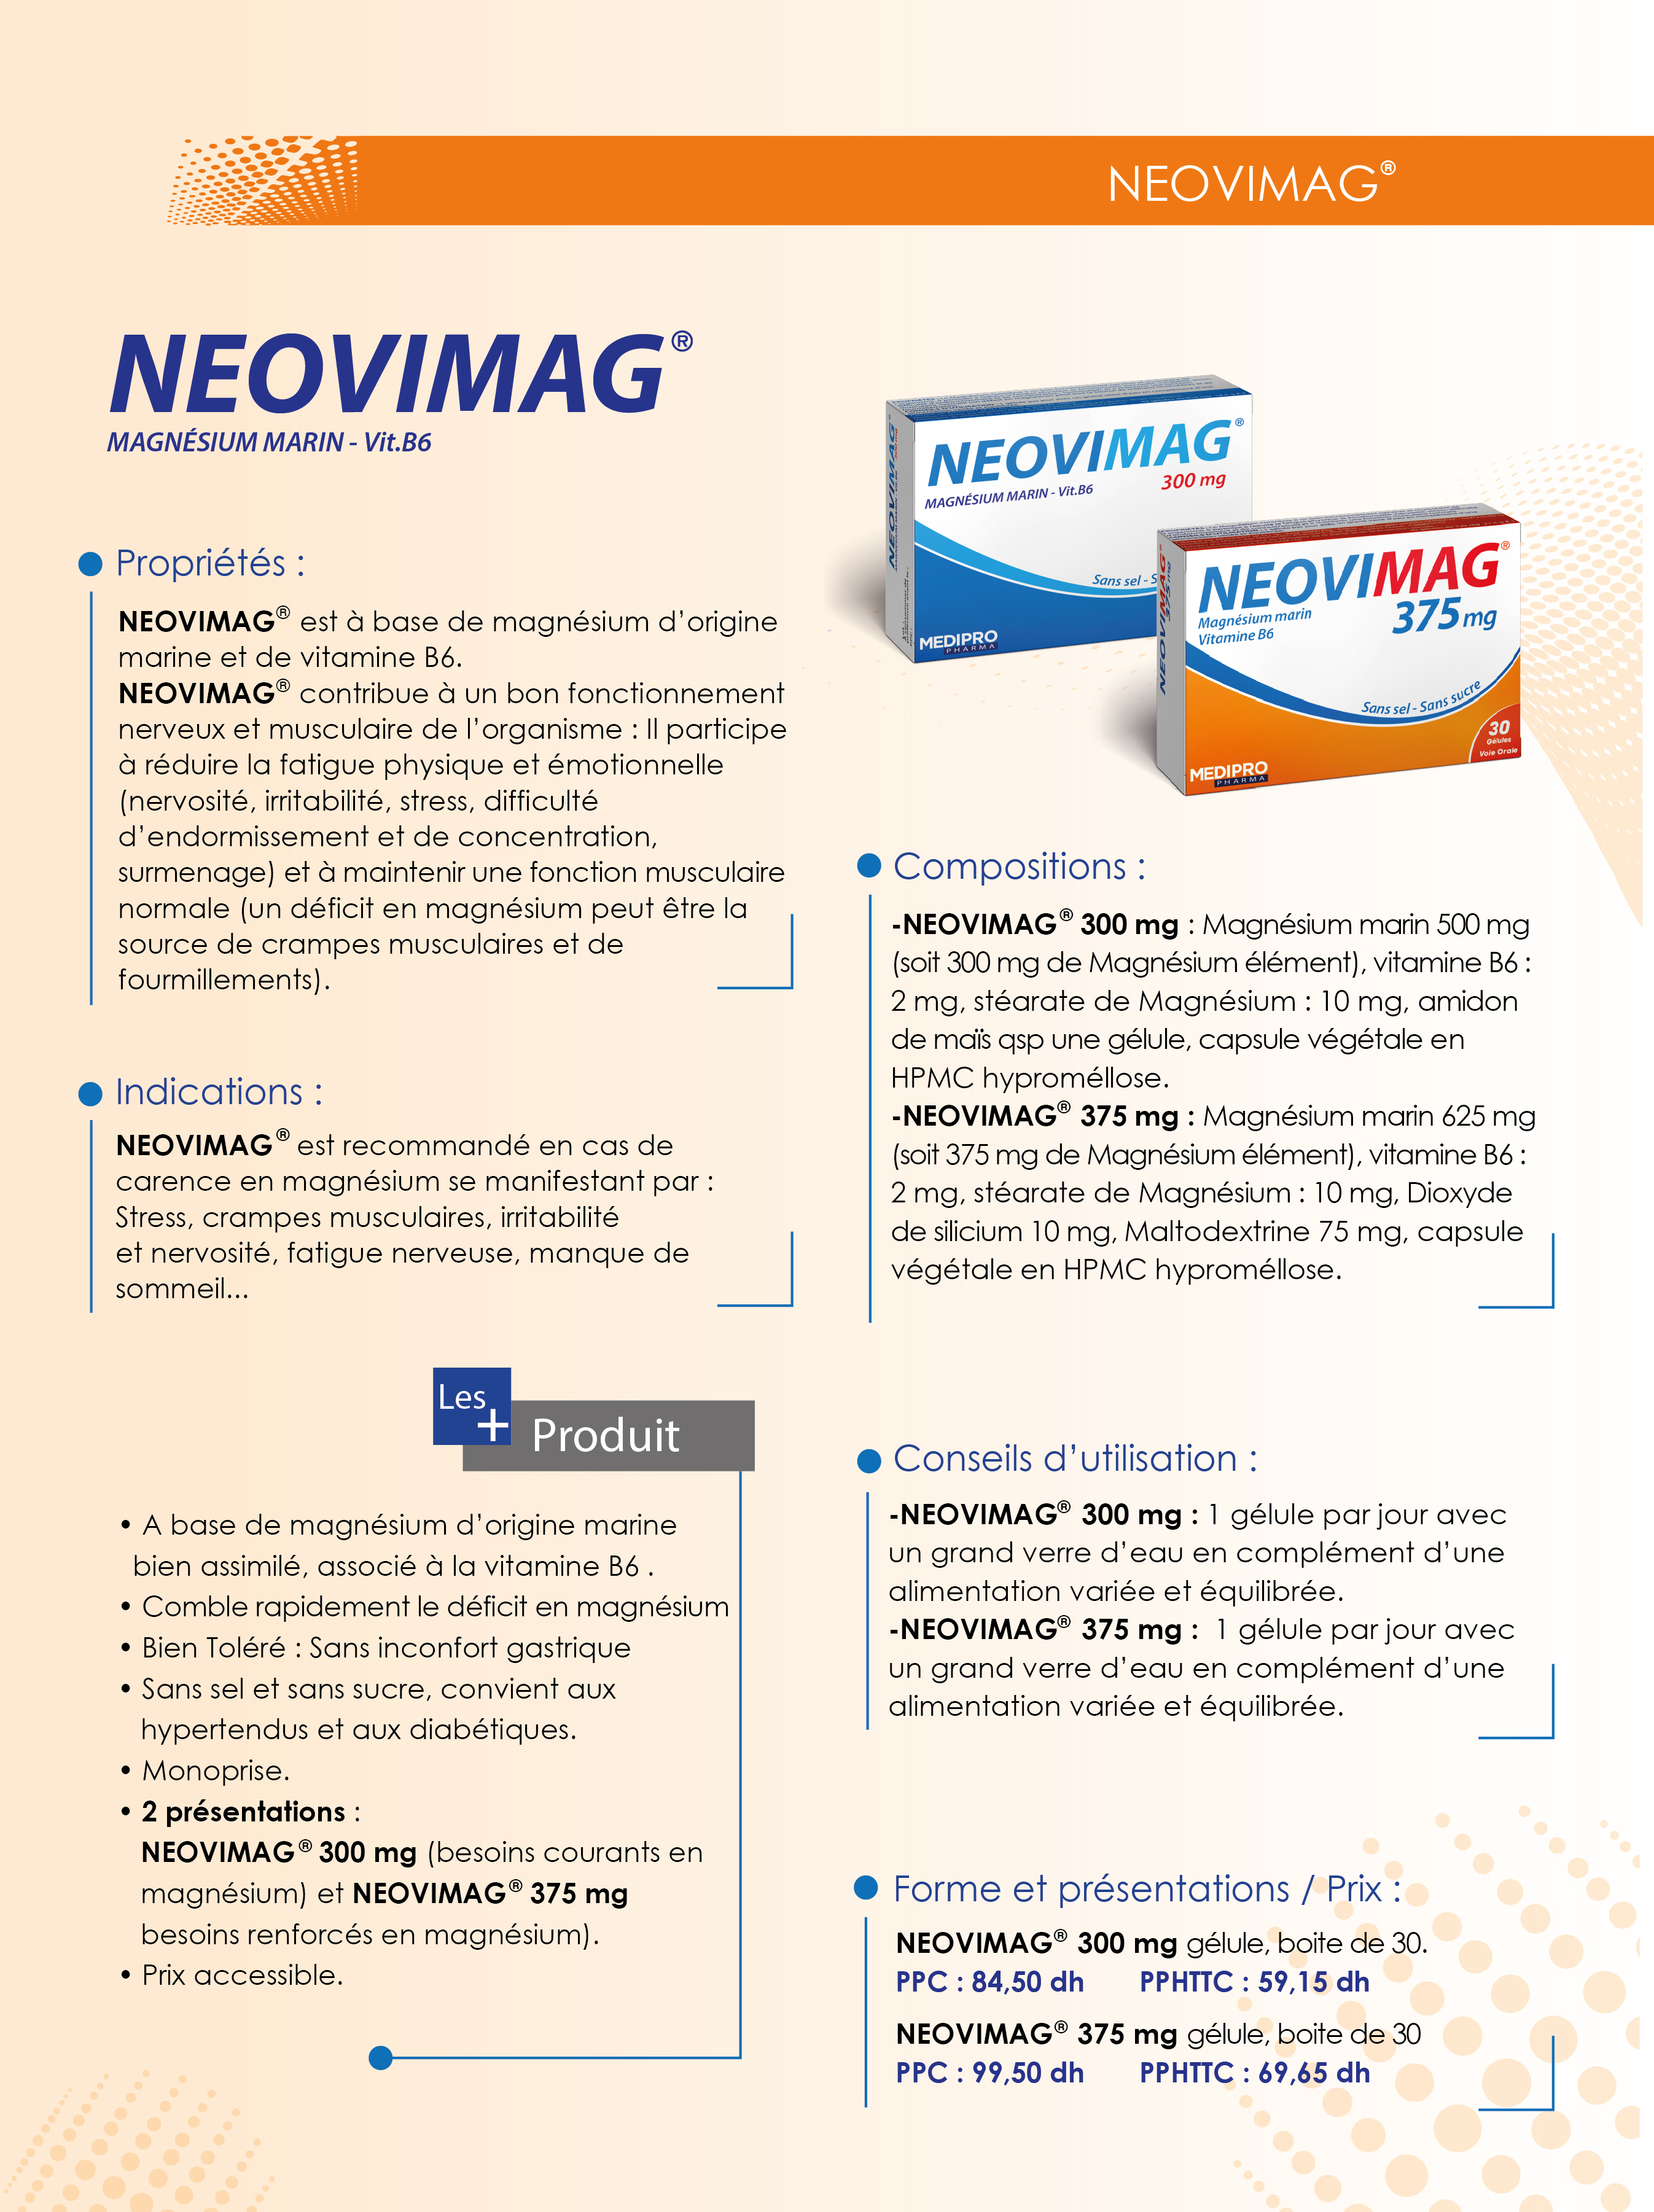 NEOVIMAG®
NEOVIMAG®
MAGNÉSIUM MARIN - Vit.B6
Propriétés :
NEOVIMAG® est à base de magnésium d’origine
marine et de vitamine B6.
NEOVIMAG® contribue à un bon fonctionnement
nerveux et musculaire de l’organisme : Il participe
à réduire la fatigue physique et émotionnelle
(nervosité, irritabilité, stress, difficulté
d’endormissement et de concentration,
surmenage) et à maintenir une fonction musculaire
normale (un déficit en magnésium peut être la
source de crampes musculaires et de
fourmillements).
Indications :
NEOVIMAG® est recommandé en cas de
carence en magnésium se manifestant par :
Stress, crampes musculaires, irritabilité
et nervosité, fatigue nerveuse, manque de
sommeil...
Les +
Produit
• A base de magnésium d’origine marine
bien assimilé, associé à la vitamine B6 .
• Comble rapidement le déficit en magnésium
• Bien Toléré : Sans inconfort gastrique
• Sans sel et sans sucre, convient aux
hypertendus et aux diabétiques.
• Monoprise.
• 2 présentations :
NEOVIMAG® 300 mg (besoins courants en
magnésium) et NEOVIMAG® 375 mg
besoins renforcés en magnésium).
• Prix accessible.
NEOVIMAG®
300 mg
MAGNÉSIUM MARIN - Vit.B6
Sans sel - S
MEDIPRO
PHARMA
NEOVIMAG®
NEOVIMAG®
Magnésium marin
Vitamine B6
375 mg
Sans sel - Sans sucre
30
Gélules
Voie Orale
MEDIPRO
PHARMA
NEOVIMAG®
375mg
Compositions :
-NEOVIMAG® 300 mg : Magnésium marin 500 mg
(soit 300 mg de Magnésium élément), vitamine B6 :
2 mg, stéarate de Magnésium : 10 mg, amidon
de maïs qsp une gélule, capsule végétale en
HPMC hyproméllose.
-NEOVIMAG® 375 mg : Magnésium marin 625 mg
(soit 375 mg de Magnésium élément), vitamine B6 :
2 mg, stéarate de Magnésium : 10 mg, Dioxyde
de silicium 10 mg, Maltodextrine 75 mg, capsule
végétale en HPMC hyproméllose.
Conseils d’utilisation :
-NEOVIMAG® 300 mg : 1 gélule par jour avec
un grand verre d’eau en complément d’une
alimentation variée et équilibrée.
-NEOVIMAG® 375 mg : 1 gélule par jour avec
un grand verre d’eau en complément d’une
alimentation variée et équilibrée.
Forme et présentations / Prix :
NEOVIMAG® 300 mg gélule, boite de 30.
PPC : 84,50 dh PPHTTC : 59,15 dh
NEOVIMAG® 375 mg gélule, boite de 30
PPC : 99,50 dh PPHTTC : 69,65 dh